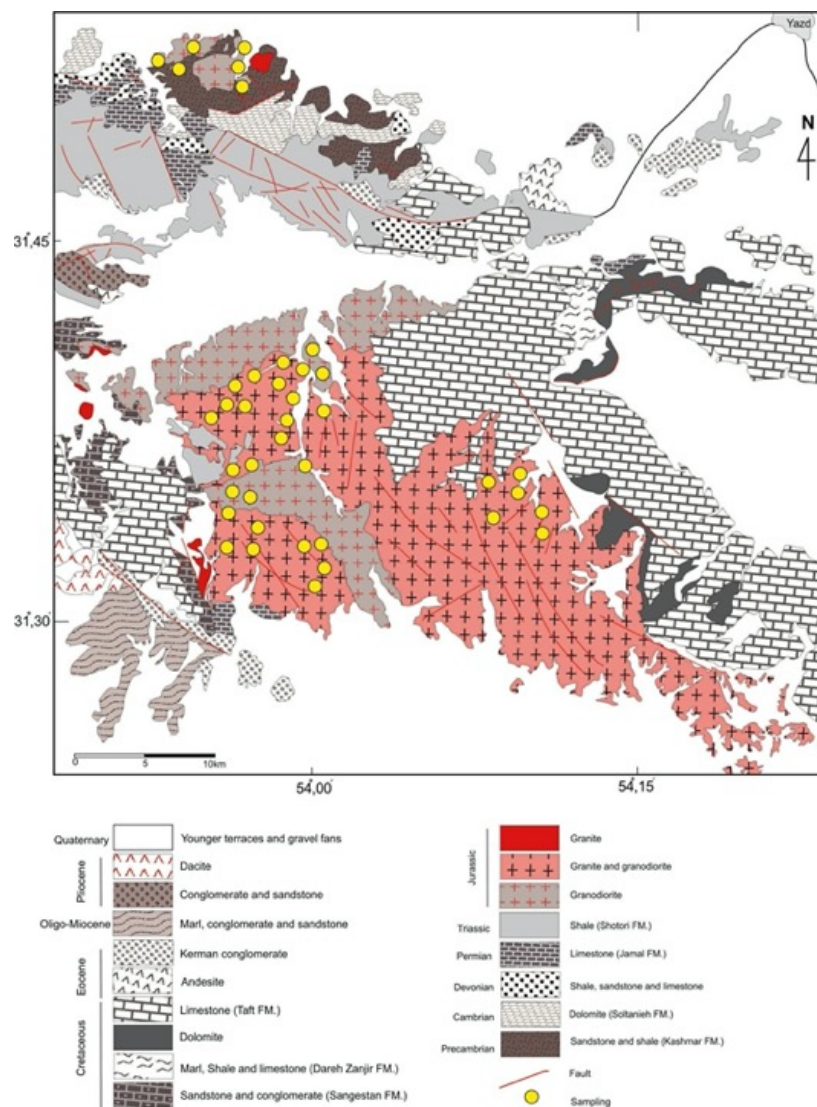 Yazd
N
31°45'
31°30'
0 5 10km
54°00' 54°15'
Quaternary Younger terraces and gravel fans
Pliocene
Dacite
Conglomerate and sandstone
Oligo-Miocene Marl, conglomerate and sandstone
Eocene
Kerman conglomerate
Andesite
Cretaceous
Limestone (Taft FM.)
Dolomite
Marl, Shale and limestone (Dareh Zanjir FM.)
Sandstone and conglomerate (Sangestan FM.)
Jurassic
Granite
Granite and granodiorite
Granodiorite
Triassic Shale (Shotori FM.)
Permian Limestone (Jamal FM.)
Devonian Shale, sandstone and limestone
Cambrian Dolomite (Soltanieh FM.)
Precambrian Sandstone and shale (Kashmar FM.)
Fault
Sampling